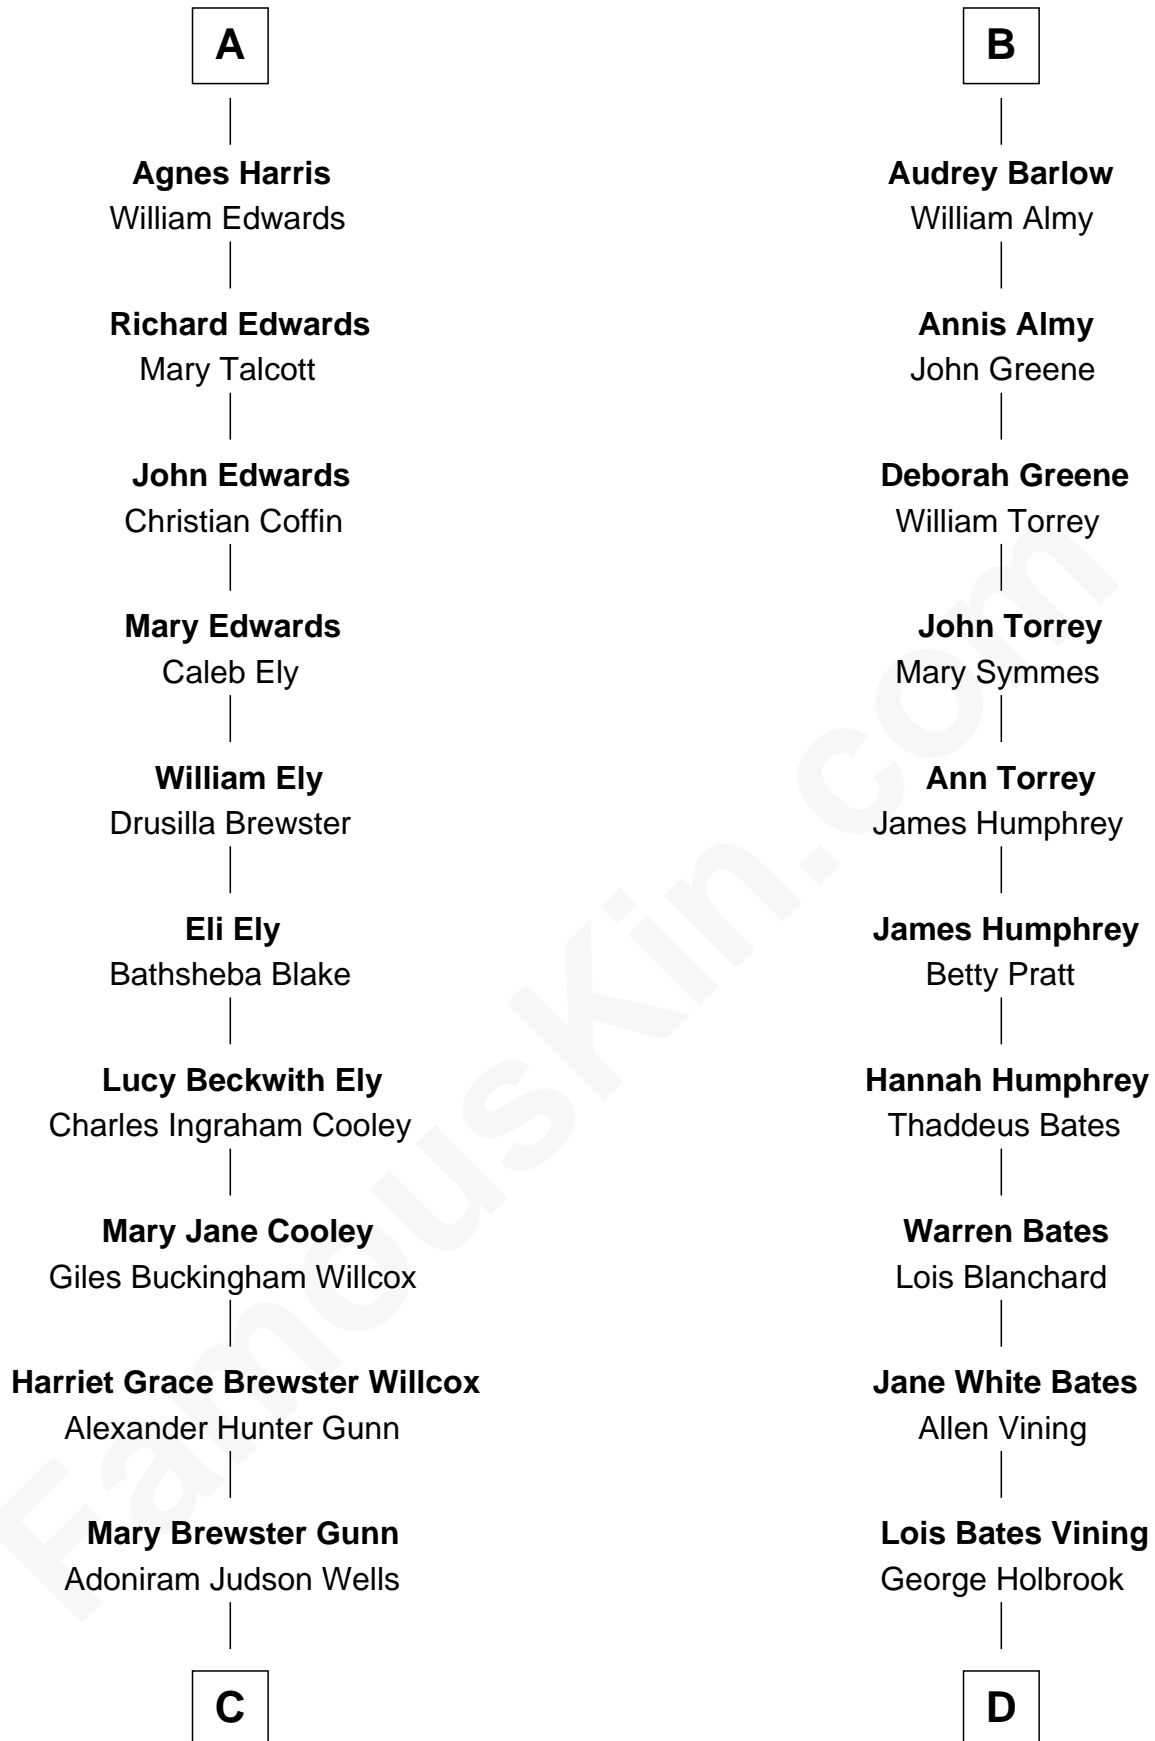 A
Agnes Harris
William Edwards
Richard Edwards
Mary Talcott
John Edwards
Christian Coffin
Mary Edwards
Caleb Ely
William Ely
Drusilla Brewster
Eli Ely
Bathsheba Blake
Lucy Beckwith Ely
Charles Ingraham Cooley
Mary Jane Cooley
Giles Buckingham Willcox
Harriet Grace Brewster Willcox
Alexander Hunter Gunn
Mary Brewster Gunn
Adoniram Judson Wells
C
B
Audrey Barlow
William Almy
Annis Almy
John Greene
Deborah Greene
William Torrey
John Torrey
Mary Symmes
Ann Torrey
James Humphrey
James Humphrey
Betty Pratt
Hannah Humphrey
Thaddeus Bates
Warren Bates
Lois Blanchard
Jane White Bates
Allen Vining
Lois Bates Vining
George Holbrook
D
FamousKin.com